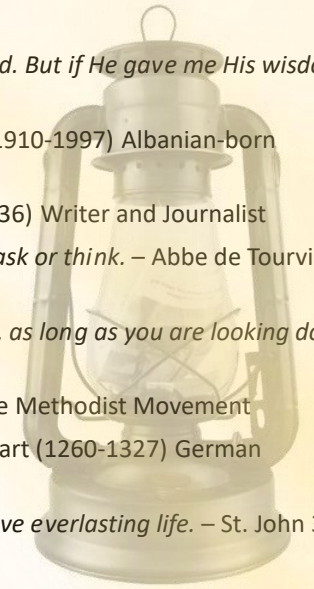 d. But if He gave me His wisd
1910-1997) Albanian-born
36) Writer and Journalist
ask or think. – Abbe de Tourvi
as long as you are looking do
e Methodist Movement
art (1260-1327) German
ve everlasting life. – St. John 3